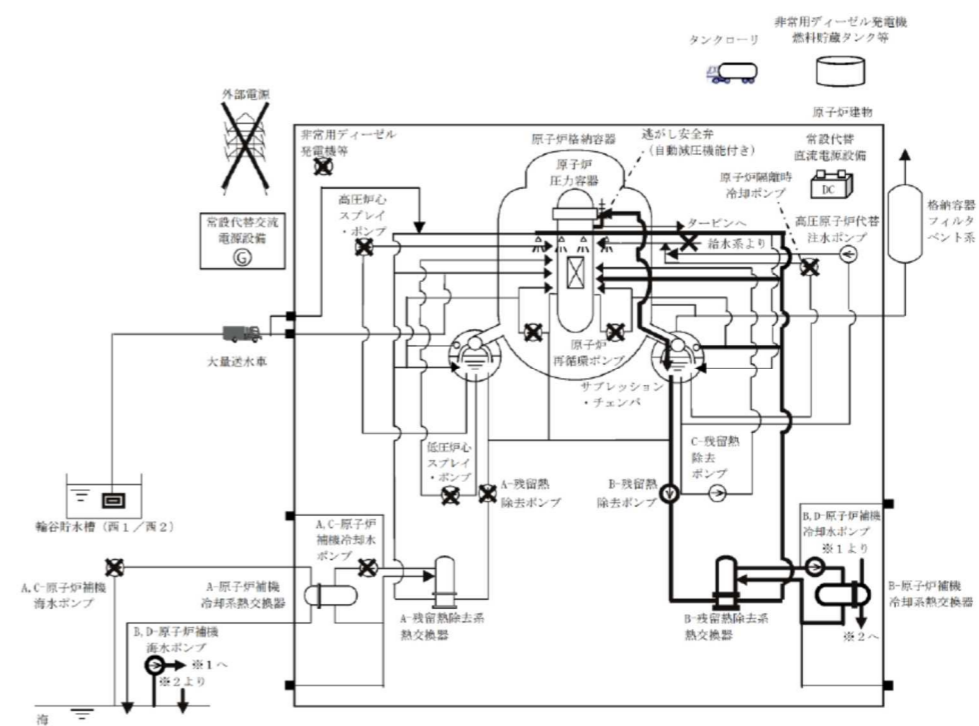 タンクローリ
非常用ディーゼル発電機
燃料貯蔵タンク等
外部電源
原子炉建物
非常用ディーゼル
発電機等
原子炉格納容器
原子炉
圧力容器
逃がし安全弁
(自動減圧機能付き)
常設代替
直流電源設備
DC
原子炉隔離時
冷却ポンプ
高圧炉心
スプレイ
・ポンプ
タービンへ
給水系より
高圧原子炉代替
注水ポンプ
格納容器
フィルタ
ベント系
常設代替交流
電源設備
G
大量送水車
原子炉
再循環ポンプ
サプレッション
・チェンバ
低圧炉心
スプレイ
・ポンプ
A-残留熱
除去ポンプ
B-残留熱
除去ポンプ
C-残留熱
除去
ポンプ
輪谷貯水槽(西1/西2)
A,C-原子炉
補機冷却水
ポンプ
B,D-原子炉補機
冷却水ポンプ
※1より
A,C-原子炉補機
海水ポンプ
A-原子炉補機
冷却系熱交換器
A-残留熱除去系
熱交換器
B-残留熱除去系
熱交換器
B-原子炉補機
冷却系熱交換器
※2へ
B,D-原子炉補機
海水ポンプ
※1へ
※2より
海